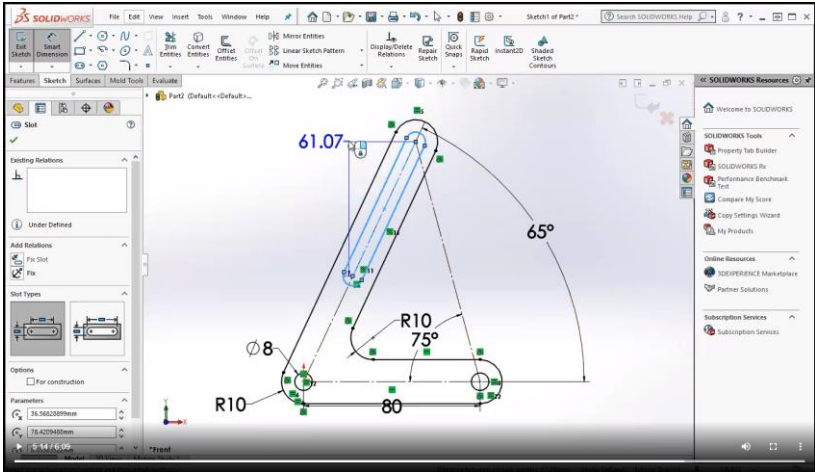 SOLIDWORKS
File Edit View Insert Tools Window Help
Sketch1 of Part2 *
Search SOLIDWORKS Help
Exit Sketch
Smart Dimension
Trim Entities
Convert Entities
Offset Entities
Offset On Surface
Mirror Entities
Linear Sketch Pattern
Move Entities
Display/Delete Relations
Repair Sketch
Quick Snaps
Rapid Sketch
Instant2D
Shaded Sketch Contours
Features Sketch Surfaces Mold Tools Evaluate
Part2 (Default<<Default>...
Slot
Existing Relations
Under Defined
Add Relations
Fix Slot
Fix
Slot Types
Options
For construction
Parameters
36.56828899mm
78.4209488mm
61.07
65°
R10
75°
Ø8
R10
80
*Front
5:14 / 6:09
SOLIDWORKS Resources
Welcome to SOLIDWORKS
SOLIDWORKS Tools
Property Tab Builder
SOLIDWORKS Rx
Performance Benchmark Test
Compare My Score
Copy Settings Wizard
My Products
Online Resources
3DEXPERIENCE Marketplace
Partner Solutions
Subscription Services
Subscription Services